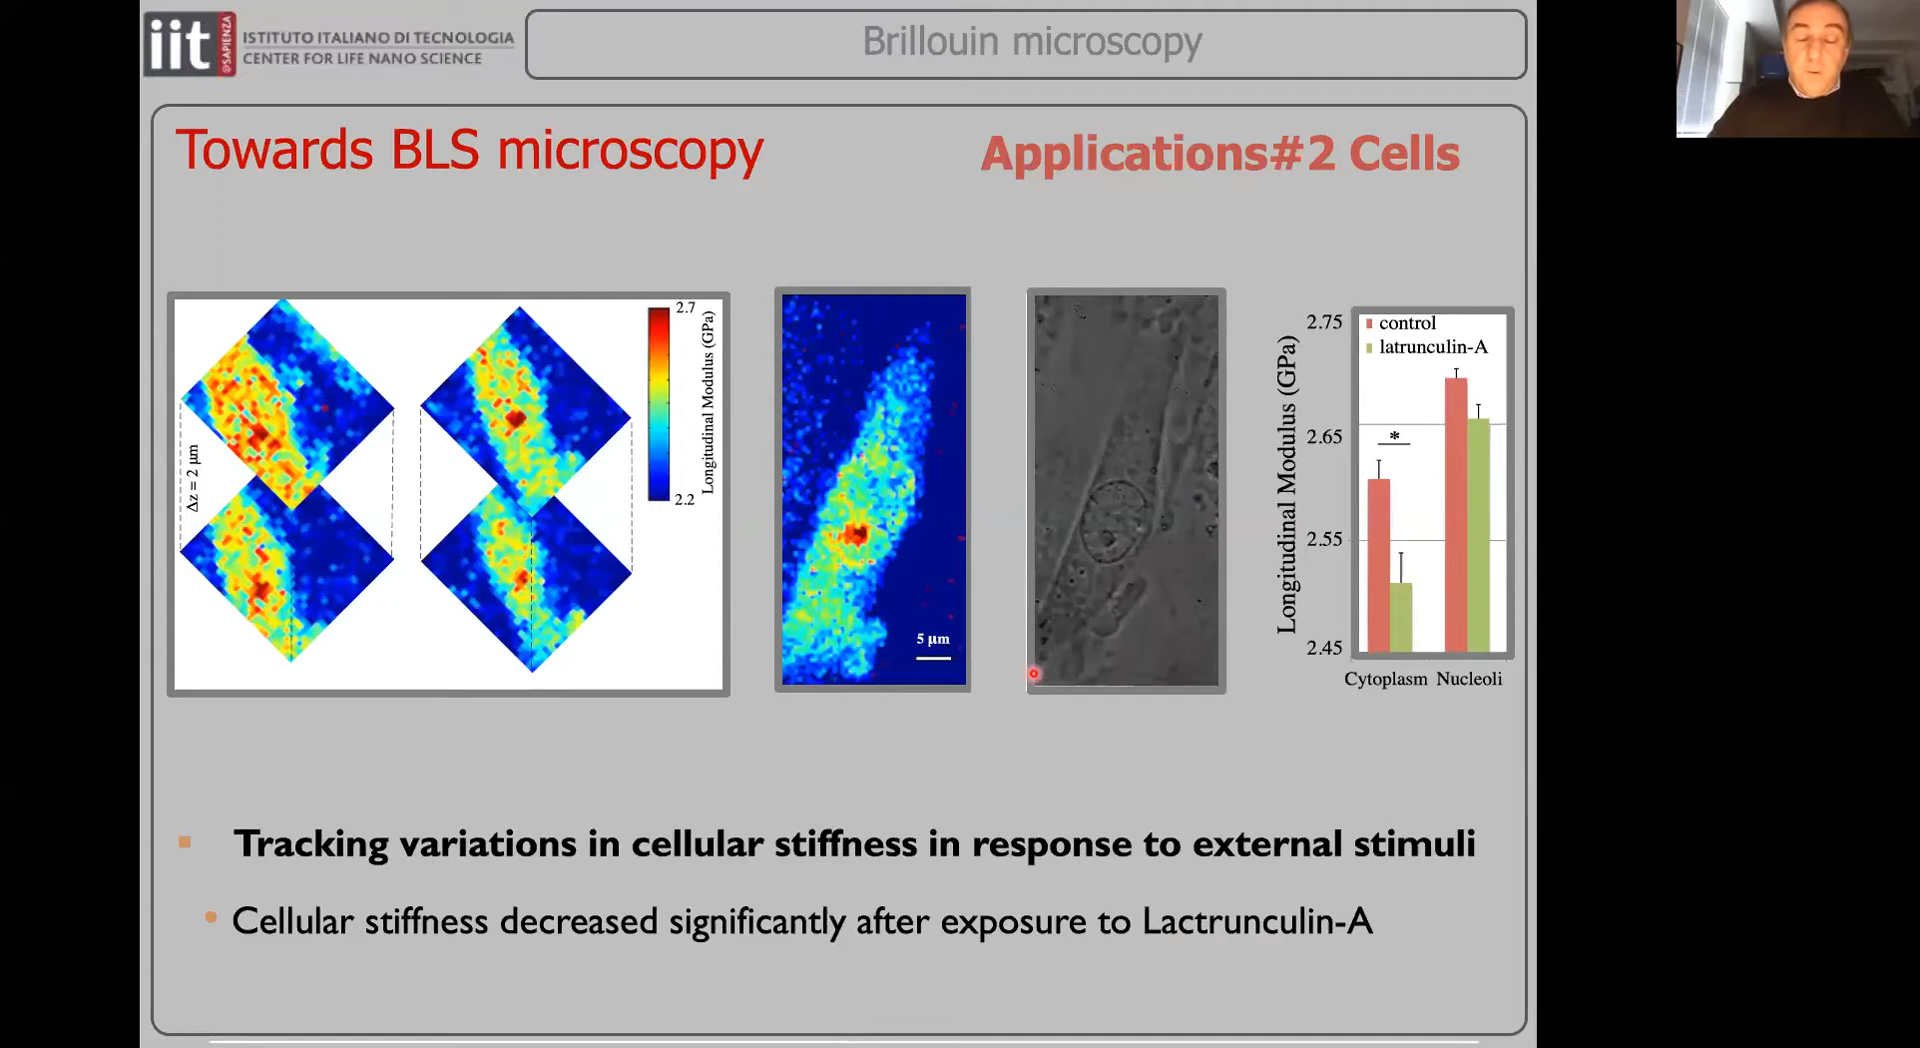 iit
@SAPIENZA
ISTITUTO ITALIANO DI TECNOLOGIA
CENTER FOR LIFE NANO SCIENCE
Brillouin microscopy
Towards BLS microscopy
Applications#2 Cells
Δz = 2 μm
2.7
2.2
Longitudinal Modulus (GPa)
5 μm
Longitudinal Modulus (GPa)
2.75
2.65
2.55
2.45
control
latrunculin-A
*
Cytoplasm Nucleoli
Tracking variations in cellular stiffness in response to external stimuli
Cellular stiffness decreased significantly after exposure to Lactrunculin-A